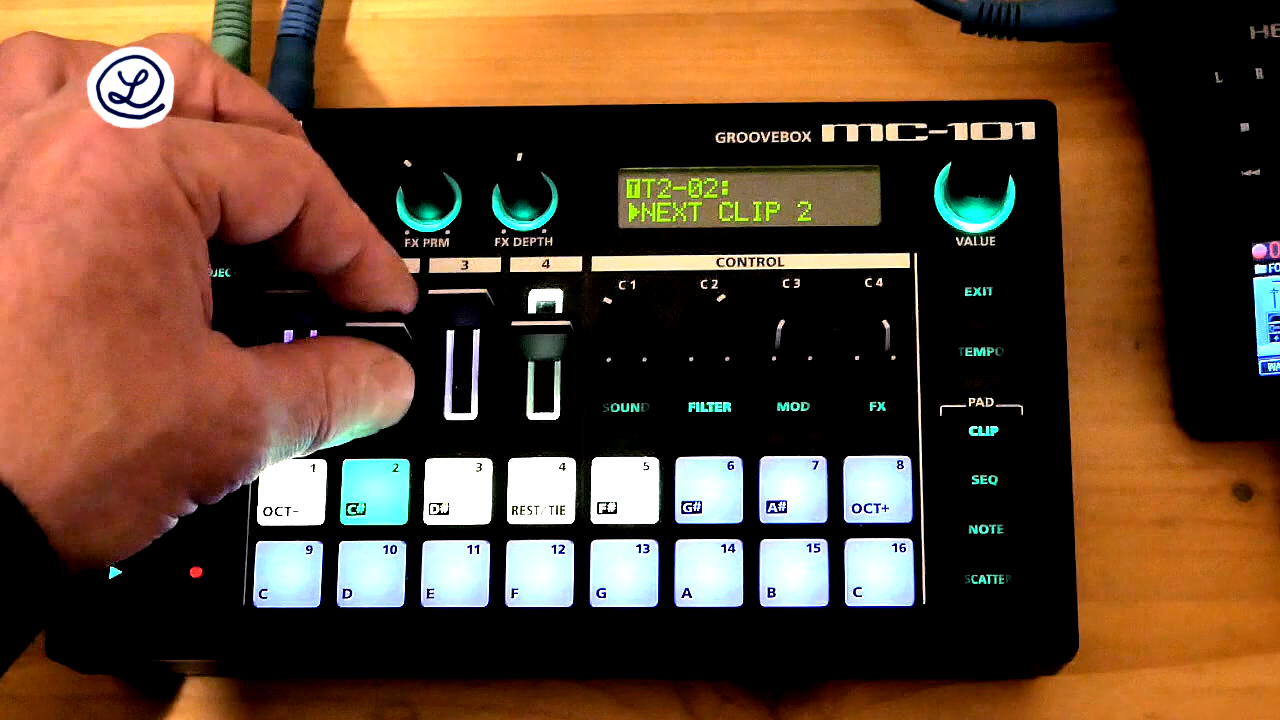 L
HE
L R
GROOVEBOX MC-101
TT2-02:
▶NEXT CLIP 2
FX PRM
FX DEPTH
VALUE
3
4
CONTROL
C1
C2
C3
C4
EXIT
TEMPO
SOUND
FILTER
MOD
FX
PAD
CLIP
SEQ
NOTE
SCATTER
1
OCT-
2
C#
3
D#
4
REST/TIE
5
F#
6
G#
7
A#
8
OCT+
9
C
10
D
11
E
12
F
13
G
14
A
15
B
16
C